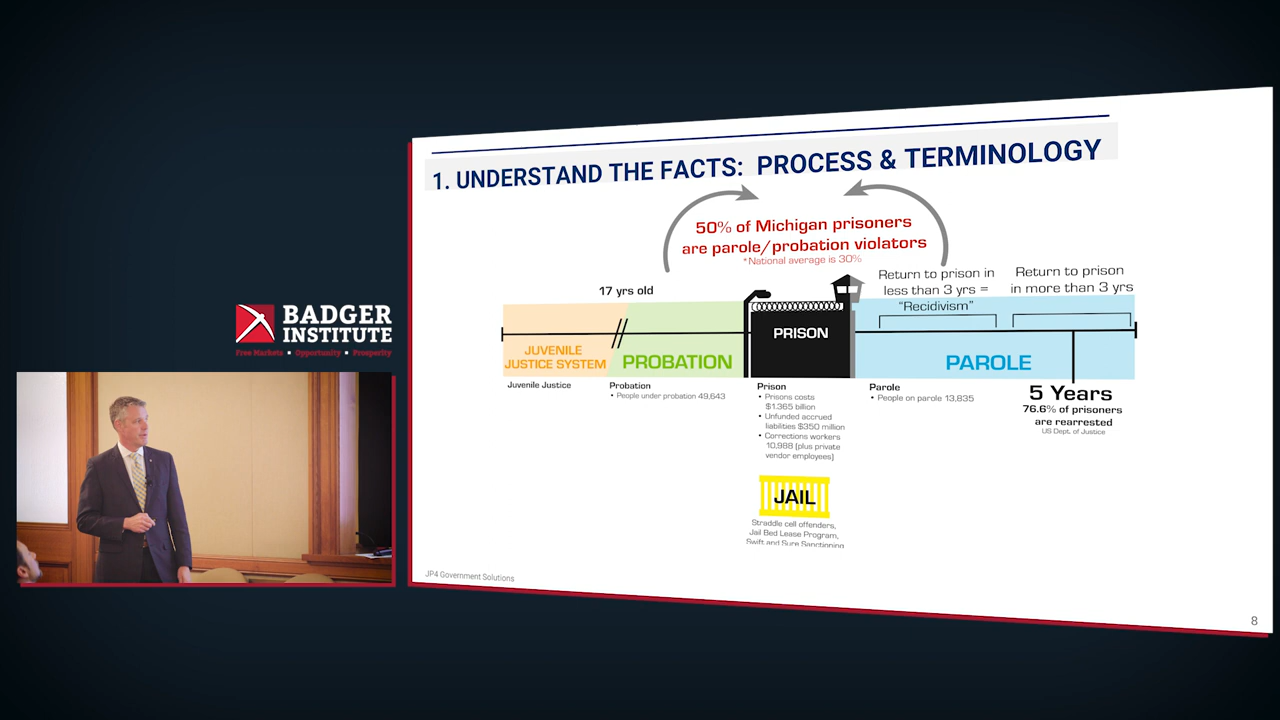 1. UNDERSTAND THE FACTS: PROCESS & TERMINOLOGY
50% of Michigan prisoners
are parole/probation violators
*National average is 30%
17 yrs old
Return to prison in
less than 3 yrs =
“Recidivism”
Return to prison
in more than 3 yrs
JUVENILE
JUSTICE SYSTEM
PROBATION
PRISON
PAROLE
Juvenile Justice
Probation
• People under probation 49,643
Prison
• Prisons costs
$1.365 billion
• Unfunded accrued
liabilities $350 million
• Corrections workers
10,988 (plus private
vendor employees)
Parole
• People on parole 13,835
5 Years
76.6% of prisoners
are rearrested
US Dept. of Justice
JAIL
Straddle cell offenders,
Jail Bed Lease Program,
Swift and Sure Sanctioning
JP4 Government Solutions
8
BADGER
INSTITUTE
Free Markets • Opportunity • Prosperity